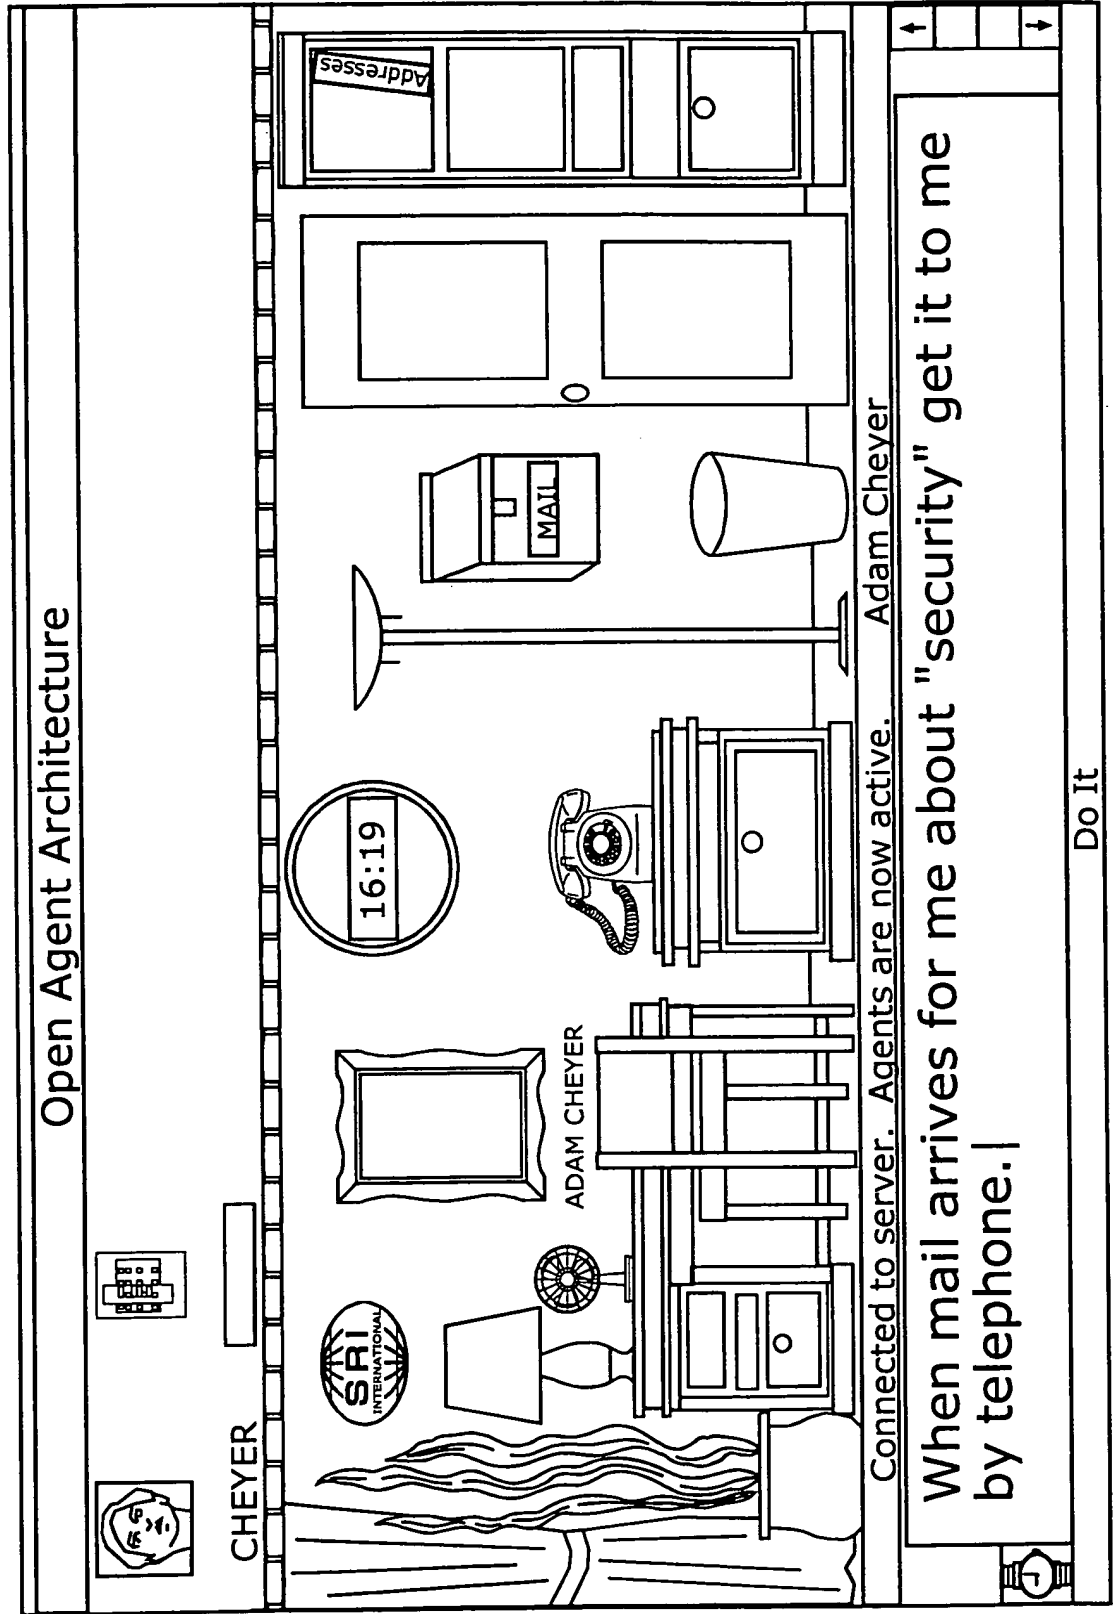 Open Agent Architecture
CHEYER
SRI
INTERNATIONAL
ADAM CHEYER
16:19
MAIL
Addresses
Connected to server. Agents are now active. Adam Cheyer
When mail arrives for me about "security" get it to me
by telephone.
Do It